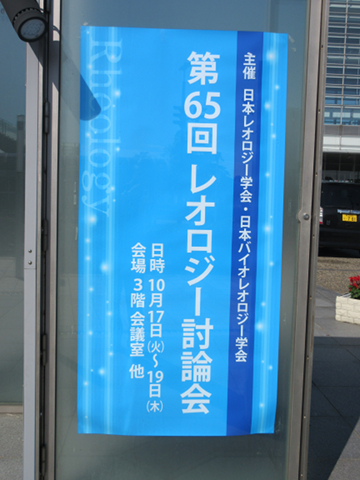 主催 日本レオロジー学会・日本バイオレオロジー学会
第65回 レオロジー討論会
日時 10月17日(火)～19日(木)
会場 3階 会議室 他
Rheology